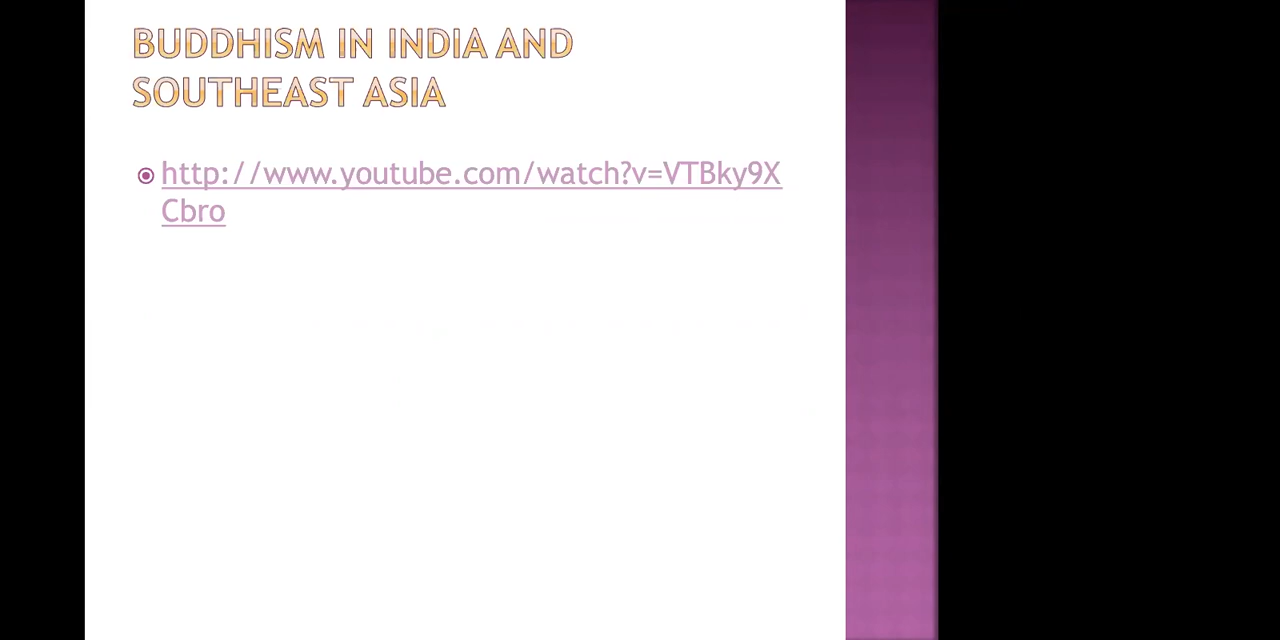 BUDDHISM IN INDIA AND
SOUTHEAST ASIA
http://www.youtube.com/watch?v=VTBky9X
Cbro